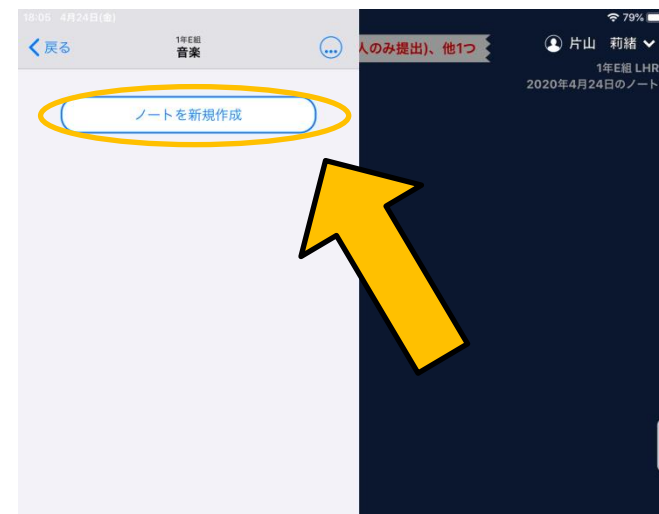 18:05 4月24日(金)
79%
戻る
1年E組
音楽
人のみ提出)、他1つ
片山 莉緒
1年E組 LHR
2020年4月24日のノート
ノートを新規作成